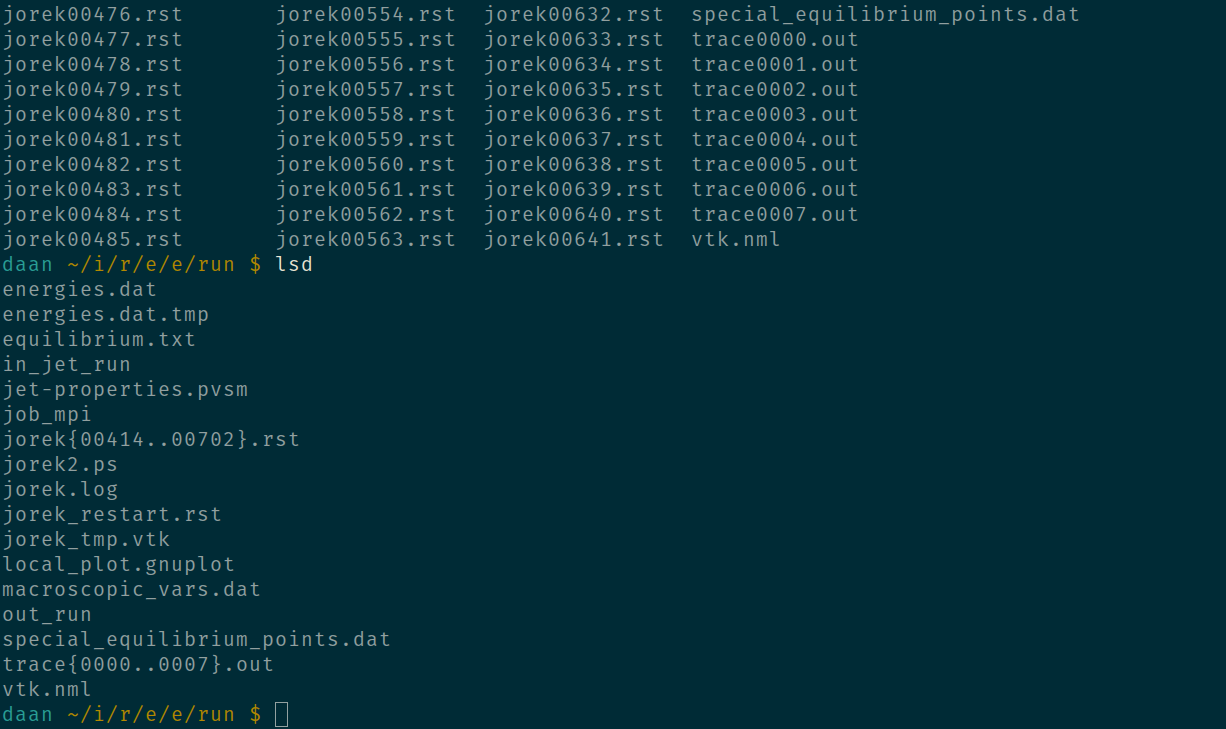 jorek00476.rst jorek00554.rst jorek00632.rst special_equilibrium_points.dat
jorek00477.rst jorek00555.rst jorek00633.rst trace0000.out
jorek00478.rst jorek00556.rst jorek00634.rst trace0001.out
jorek00479.rst jorek00557.rst jorek00635.rst trace0002.out
jorek00480.rst jorek00558.rst jorek00636.rst trace0003.out
jorek00481.rst jorek00559.rst jorek00637.rst trace0004.out
jorek00482.rst jorek00560.rst jorek00638.rst trace0005.out
jorek00483.rst jorek00561.rst jorek00639.rst trace0006.out
jorek00484.rst jorek00562.rst jorek00640.rst trace0007.out
jorek00485.rst jorek00563.rst jorek00641.rst vtk.nml
daan ~/i/r/e/e/run $ lsd
energies.dat
energies.dat.tmp
equilibrium.txt
in_jet_run
jet-properties.pvsm
job_mpi
jorek{00414..00702}.rst
jorek2.ps
jorek.log
jorek_restart.rst
jorek_tmp.vtk
local_plot.gnuplot
macroscopic_vars.dat
out_run
special_equilibrium_points.dat
trace{0000..0007}.out
vtk.nml
daan ~/i/r/e/e/run $